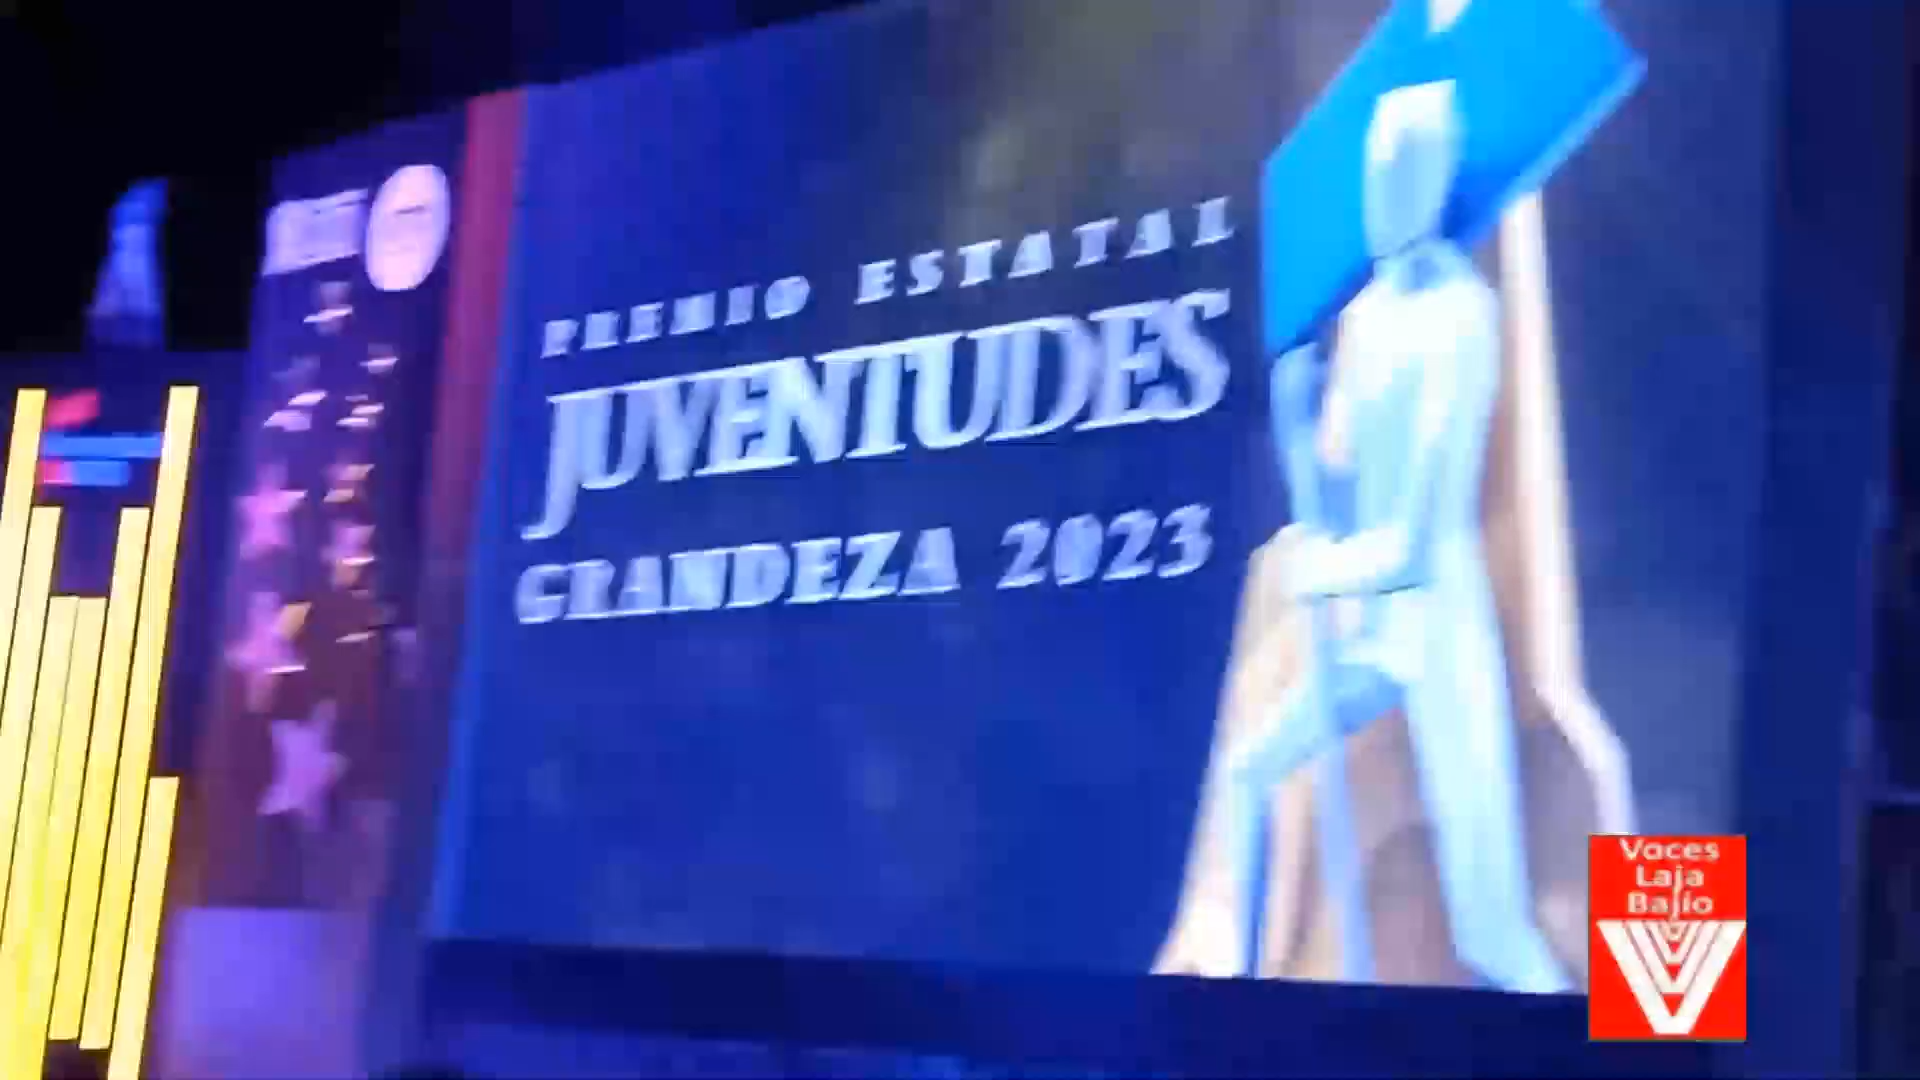 PREMIO ESTATAL
JUVENTUDES
GRANDEZA 2023
Voces
Laja
Bajío